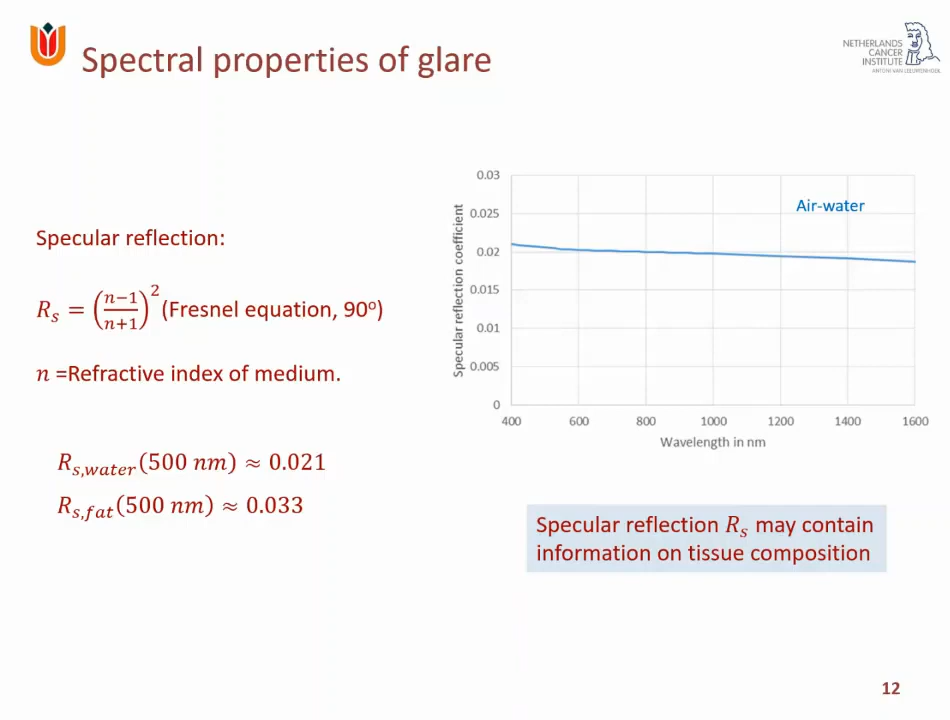 Spectral properties of glare
NETHERLANDS
CANCER
INSTITUTE
ANTONI VAN LEEUWENHOEK
Specular reflection:
R_s = ((n−1)/(n+1))^2 (Fresnel equation, 90°)
n =Refractive index of medium.
R_{s,water}(500 nm) ≈ 0.021
R_{s,fat}(500 nm) ≈ 0.033
Specular reflection coefficient
0.03
0.025
0.02
0.015
0.01
0.005
0
Air-water
400 600 800 1000 1200 1400 1600
Wavelength in nm
Specular reflection R_s may contain
information on tissue composition
12